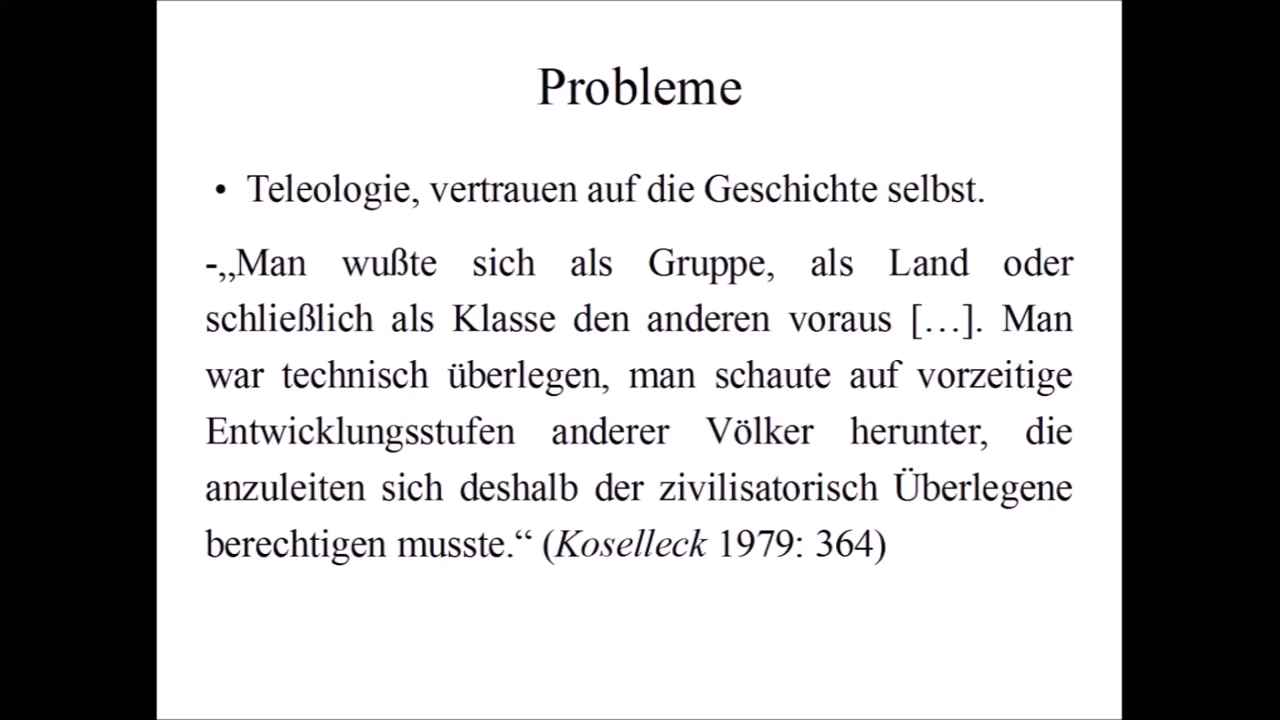 Probleme
• Teleologie, vertrauen auf die Geschichte selbst.
-„Man wußte sich als Gruppe, als Land oder
schließlich als Klasse den anderen voraus […]. Man
war technisch überlegen, man schaute auf vorzeitige
Entwicklungsstufen anderer Völker herunter, die
anzuleiten sich deshalb der zivilisatorisch Überlegene
berechtigen musste.“ (Koselleck 1979: 364)